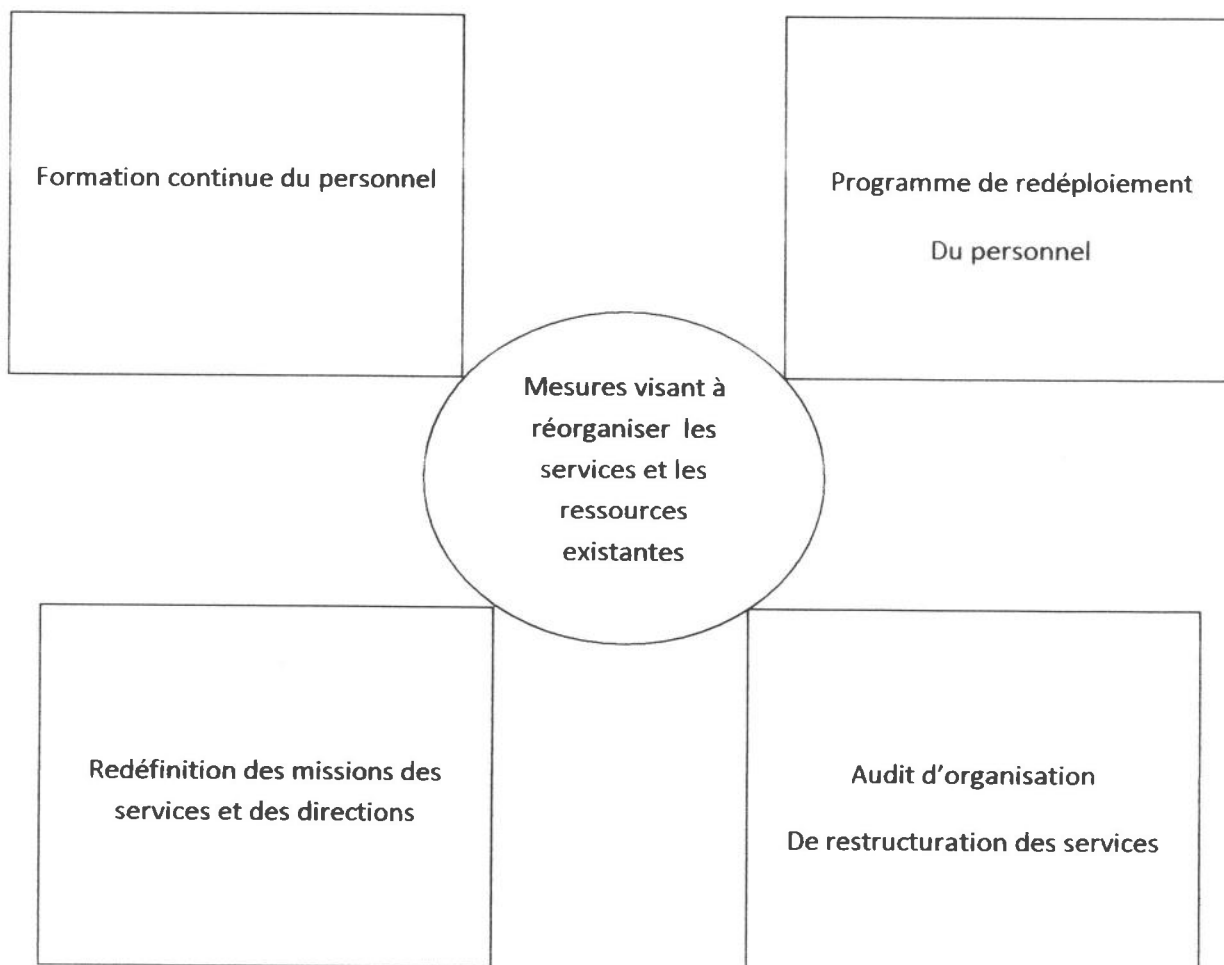 Formation continue du personnel
Programme de redéploiement
Du personnel
Mesures visant à
réorganiser les
services et les
ressources
existantes
Redéfinition des missions des
services et des directions
Audit d'organisation
De restructuration des services